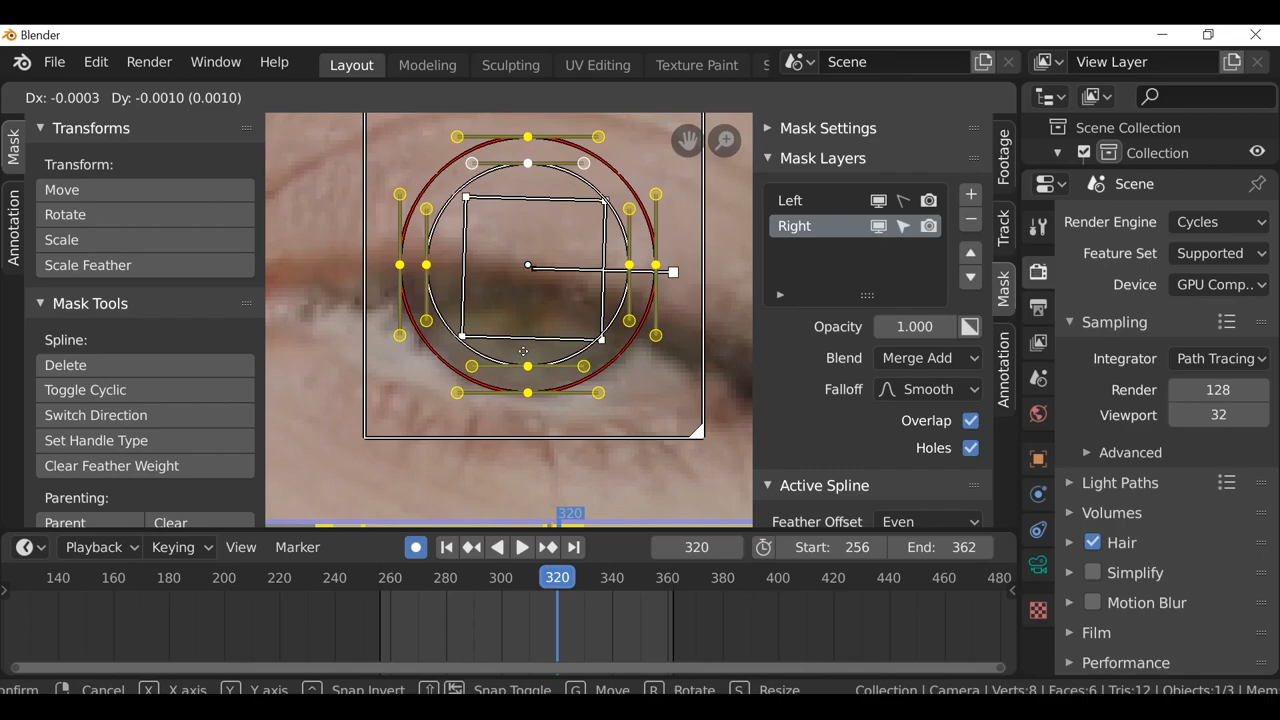 Blender
File Edit Render Window Help Layout Modeling Sculpting UV Editing Texture Paint Scene View Layer
Dx: -0.0003 Dy: -0.0010 (0.0010)
Transforms
Transform:
Move
Rotate
Scale
Scale Feather
Mask Tools
Spline:
Delete
Toggle Cyclic
Switch Direction
Set Handle Type
Clear Feather Weight
Parenting:
Parent Clear
Mask
Annotation
320
Mask Settings
Mask Layers
Left
Right
Opacity 1.000
Blend Merge Add
Falloff Smooth
Overlap
Holes
Active Spline
Feather Offset Even
Footage
Track
Mask
Annotation
Scene Collection
Collection
Scene
Render Engine Cycles
Feature Set Supported
Device GPU Comp..
Sampling
Integrator Path Tracing
Render 128
Viewport 32
Advanced
Light Paths
Volumes
Hair
Simplify
Motion Blur
Film
Performance
Playback Keying View Marker 320 Start: 256 End: 362
140 160 180 200 220 240 260 280 300 320 340 360 380 400 420 440 460 480
onfirm Cancel X X axis Y Y axis Snap Invert Snap Toggle G Move R Rotate S Resize Collection | Camera | Verts:8 | Faces:6 | Tris:12 | Objects:1/3 | Mem